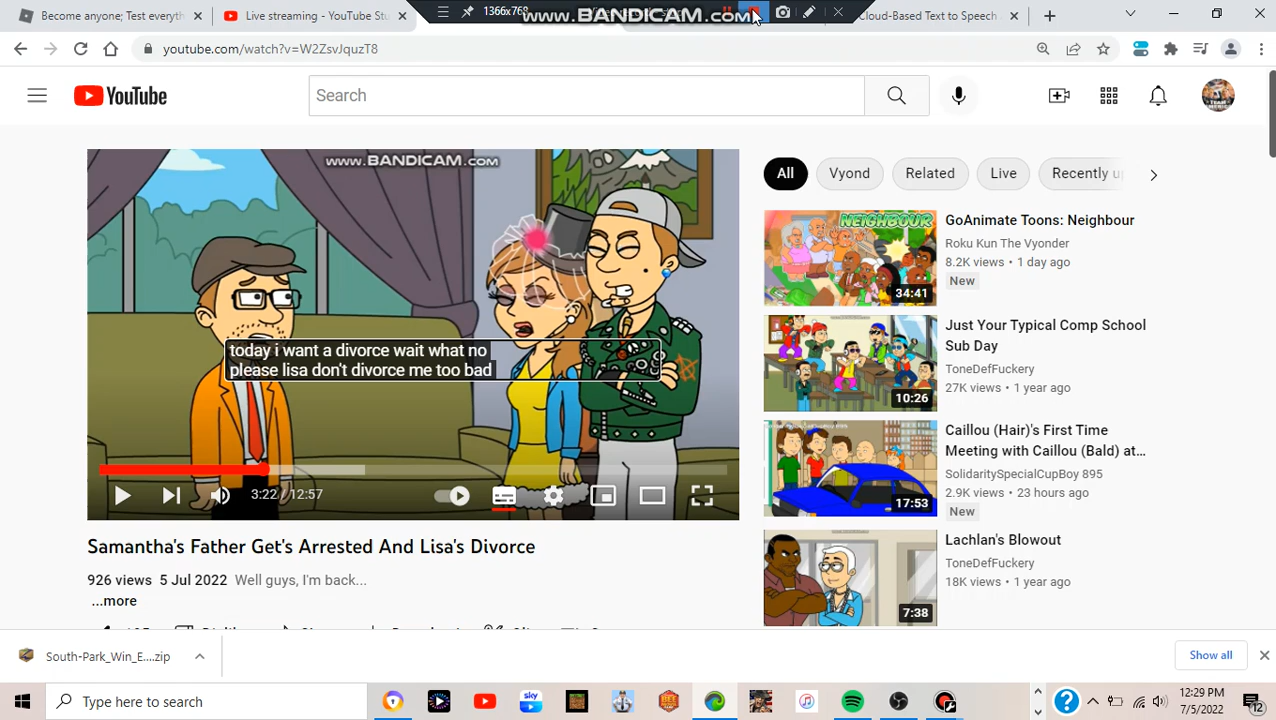 Become anyone: Text
Live streaming - YouTube Stu
1366x768
www.BANDICAM.com
Cloud-Based Text to Speech
youtube.com/watch?v=W2ZsvJquzT8
YouTube
Search
www.BANDICAM.com
today i want a divorce wait what no
please lisa don't divorce me too bad
3:22 / 12:57
Samantha's Father Get's Arrested And Lisa's Divorce
926 views 5 Jul 2022 Well guys, I'm back...
...more
All Vyond Related Live Recently u
NEIGHBOUR
34:41
GoAnimate Toons: Neighbour
Roku Kun The Vyonder
8.2K views • 1 day ago
New
10:26
Just Your Typical Comp School
Sub Day
ToneDefFuckery
27K views • 1 year ago
17:53
Caillou (Hair)'s First Time
Meeting with Caillou (Bald) at...
SolidaritySpecialCupBoy 895
2.9K views • 23 hours ago
New
7:38
Lachlan's Blowout
ToneDefFuckery
18K views • 1 year ago
South-Park_Win_E....zip
Show all
Type here to search
sky
12:29 PM
7/5/2022
12